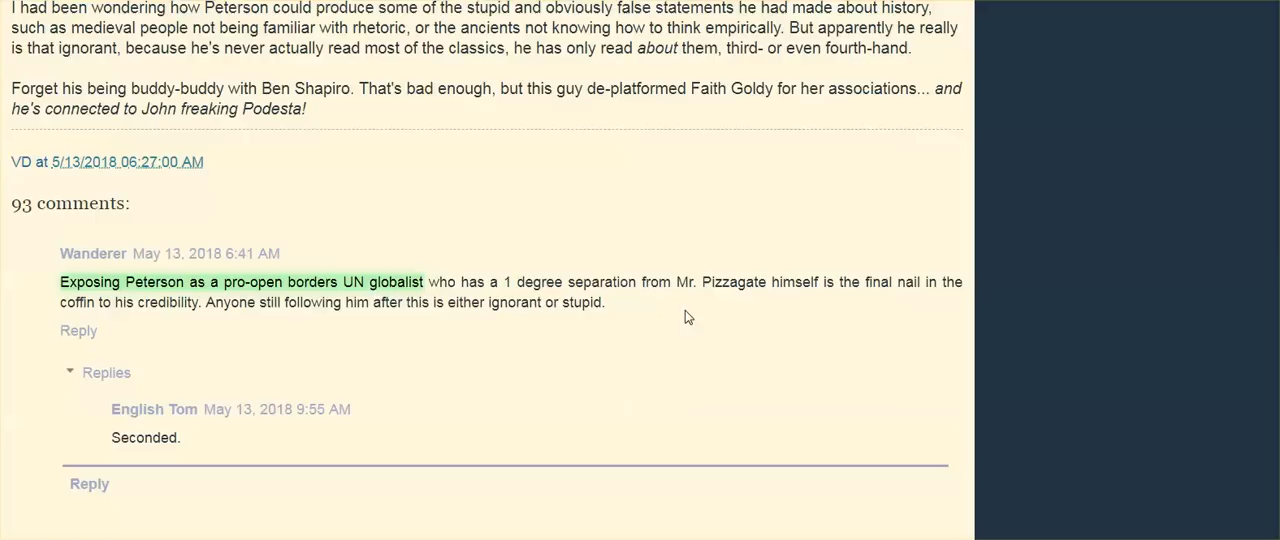 I had been wondering how Peterson could produce some of the stupid and obviously false statements he had made about history,
such as medieval people not being familiar with rhetoric, or the ancients not knowing how to think empirically. But apparently he really
is that ignorant, because he's never actually read most of the classics, he has only read about them, third- or even fourth-hand.
Forget his being buddy-buddy with Ben Shapiro. That's bad enough, but this guy de-platformed Faith Goldy for her associations... and
he's connected to John freaking Podesta!
VD at 5/13/2018 06:27:00 AM
93 comments:
Wanderer May 13, 2018 6:41 AM
Exposing Peterson as a pro-open borders UN globalist who has a 1 degree separation from Mr. Pizzagate himself is the final nail in the
coffin to his credibility. Anyone still following him after this is either ignorant or stupid.
Reply
Replies
English Tom May 13, 2018 9:55 AM
Seconded.
Reply